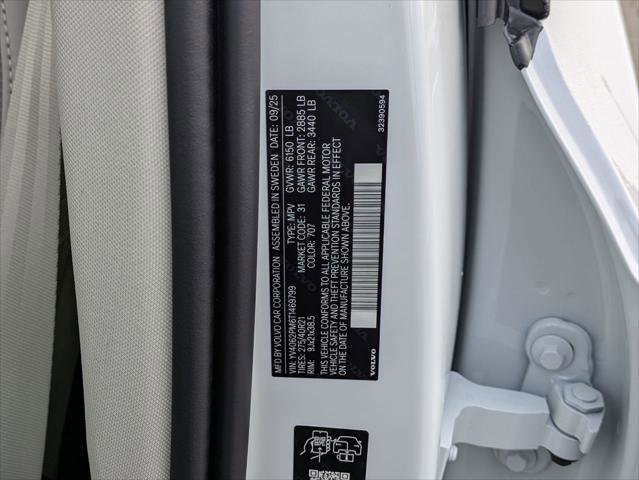 MFD BY VOLVO CAR CORPORATION ASSEMBLED IN SWEDEN DATE: 09/25
VIN: YV4062PM6T1469799 TYPE: MPV GVWR: 6150 LB
TIRES: 275/40R21 MARKET CODE: 31 GAWR FRONT: 2885 LB
RIM: 9Jx21x38,5 COLOR: 707 GAWR REAR: 3440 LB
THIS VEHICLE CONFORMS TO ALL APPLICABLE FEDERAL MOTOR
VEHICLE SAFETY AND THEFT PREVENTION STANDARDS IN EFFECT
ON THE DATE OF MANUFACTURE SHOWN ABOVE.
VOLVO 32390594